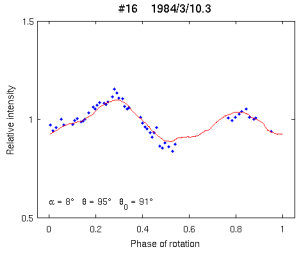 #16 1984/3/10.3
1.5
1
0.5
Relative intensity
α = 8° θ = 95° θ₀ = 91°
0 0.2 0.4 0.6 0.8 1
Phase of rotation